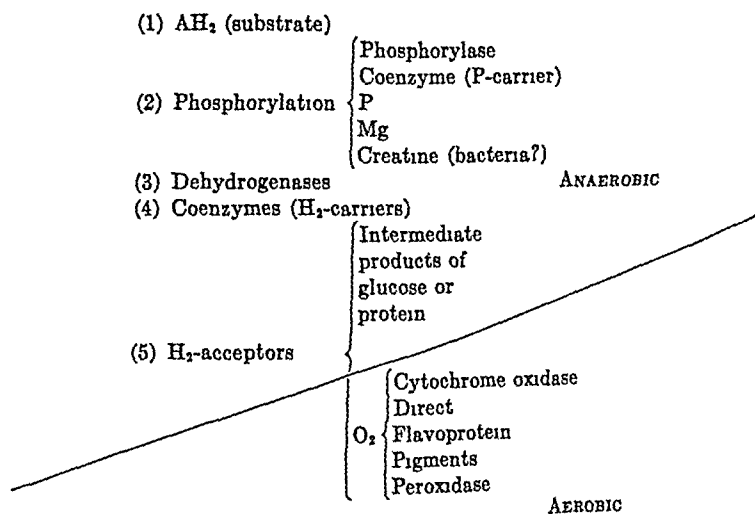 (1) AH₂ (substrate)
Phosphorylase
Coenzyme (P-carrier)
(2) Phosphorylation P
Mg
Creatine (bacteria?)
(3) Dehydrogenases ANAEROBIC
(4) Coenzymes (H₂-carriers)
Intermediate
products of
glucose or
protein
(5) H₂-acceptors
Cytochrome oxidase
Direct
O₂ Flavoprotein
Pigments
Peroxidase
AEROBIC